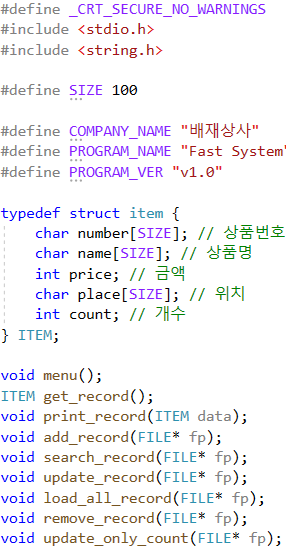 #define _CRT_SECURE_NO_WARNINGS
#include <stdio.h>
#include <string.h>
#define SIZE 100
#define COMPANY_NAME "배재상사"
#define PROGRAM_NAME "Fast System"
#define PROGRAM_VER "v1.0"
typedef struct item {
char number[SIZE]; // 상품번호
char name[SIZE]; // 상품명
int price; // 금액
char place[SIZE]; // 위치
int count; // 개수
} ITEM;
void menu();
ITEM get_record();
void print_record(ITEM data);
void add_record(FILE* fp);
void search_record(FILE* fp);
void update_record(FILE* fp);
void load_all_record(FILE* fp);
void remove_record(FILE* fp);
void update_only_count(FILE* fp);